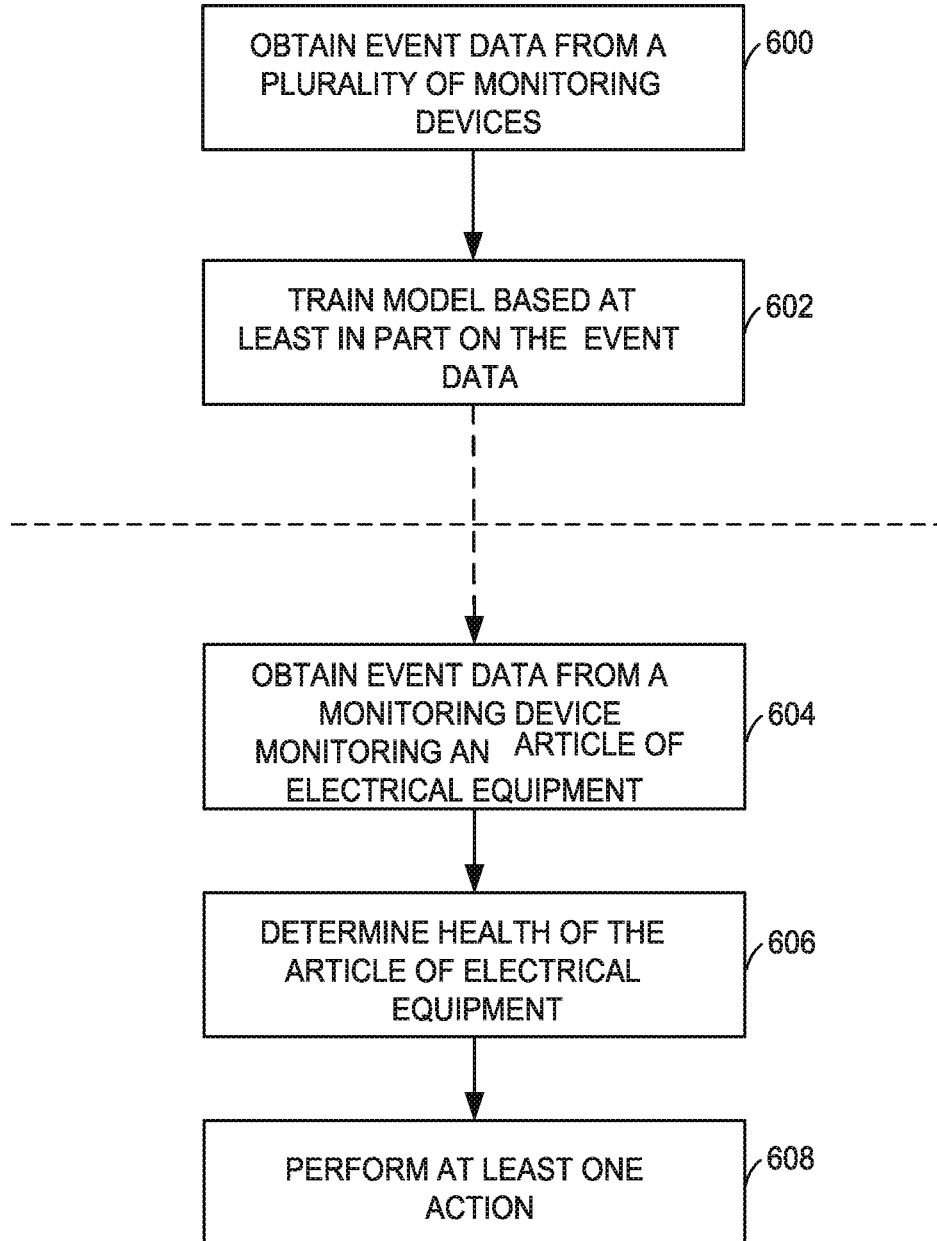 OBTAIN EVENT DATA FROM A
PLURALITY OF MONITORING
DEVICES
600
TRAIN MODEL BASED AT
LEAST IN PART ON THE EVENT
DATA
602
OBTAIN EVENT DATA FROM A
MONITORING DEVICE
MONITORING AN ARTICLE OF
ELECTRICAL EQUIPMENT
604
DETERMINE HEALTH OF THE
ARTICLE OF ELECTRICAL
EQUIPMENT
606
PERFORM AT LEAST ONE
ACTION
608